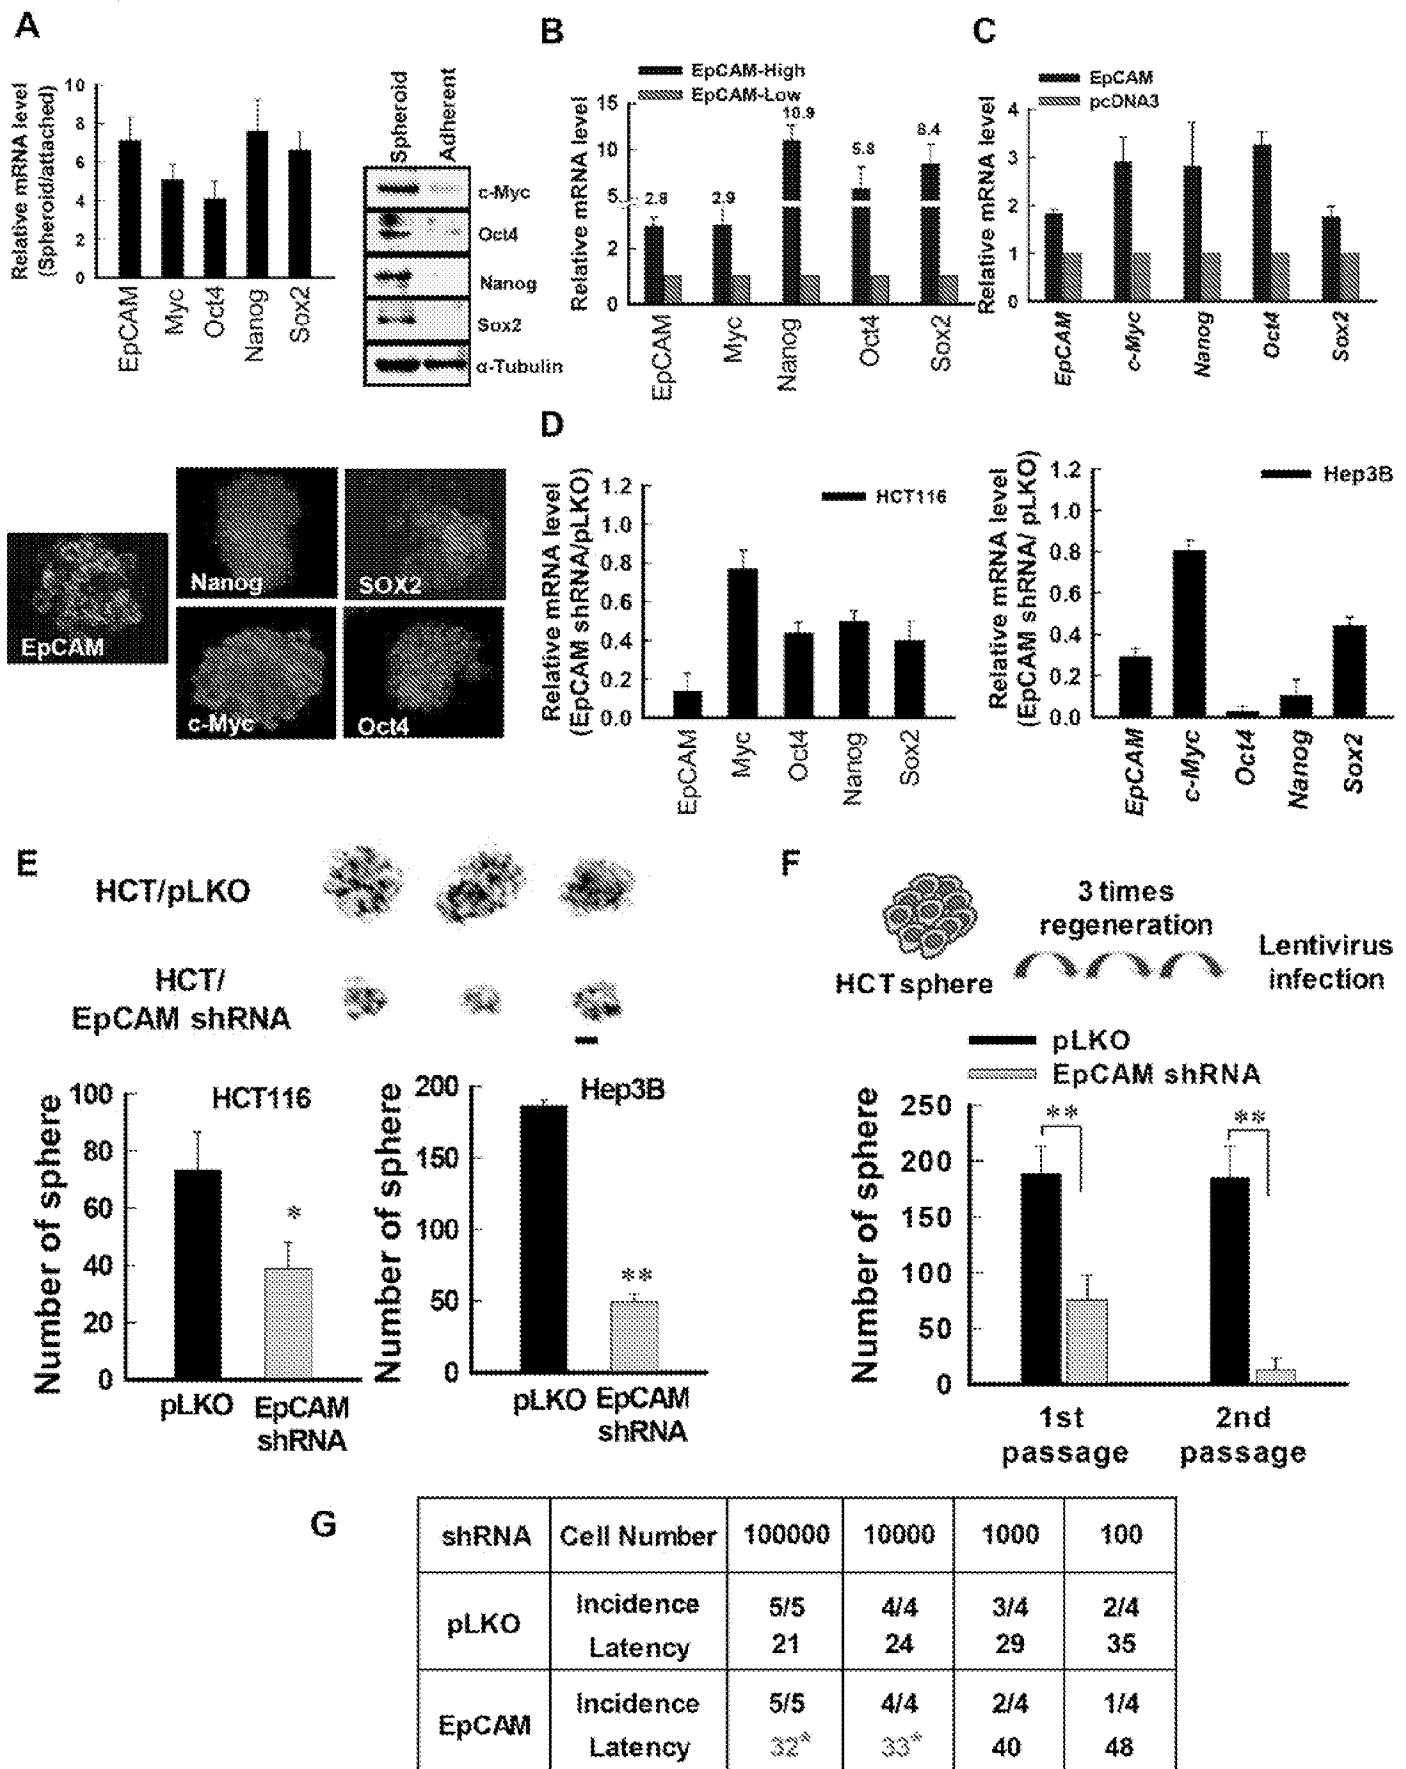 A
Relative mRNA level
(Spheroid/attached)
10
8
6
4
2
0
EpCAM
Myc
Oct4
Nanog
Sox2
Spheroid
Adherent
c-Myc
Oct4
Nanog
Sox2
α-Tubulin
B
EpCAM-High
EpCAM-Low
Relative mRNA level
15
10
5
2
0
2.8
2.9
10.9
5.8
8.4
EpCAM
Myc
Nanog
Oct4
Sox2
C
EpCAM
pcDNA3
Relative mRNA level
4
3
2
1
0
EpCAM
c-Myc
Nanog
Oct4
Sox2
EpCAM
Nanog
SOX2
c-Myc
Oct4
D
Relative mRNA level
(EpCAM shRNA/pLKO)
1.2
1.0
0.8
0.6
0.4
0.2
0.0
HCT116
EpCAM
Myc
Oct4
Nanog
Sox2
Relative mRNA level
(EpCAM shRNA/ pLKO)
1.2
1.0
0.8
0.6
0.4
0.2
0.0
Hep3B
EpCAM
c-Myc
Oct4
Nanog
Sox2
E
HCT/pLKO
HCT/
EpCAM shRNA
Number of sphere
100
80
60
40
20
0
HCT116
*
pLKO
EpCAM
shRNA
Number of sphere
200
150
100
50
0
Hep3B
**
pLKO
EpCAM
shRNA
F
HCT sphere
3 times
regeneration
Lentivirus
infection
pLKO
EpCAM shRNA
Number of sphere
250
200
150
100
50
0
**
**
1st
passage
2nd
passage
G
shRNA Cell Number 100000 10000 1000 100
pLKO
Incidence 5/5 4/4 3/4 2/4
Latency 21 24 29 35
EpCAM
Incidence 5/5 4/4 2/4 1/4
Latency 32* 33* 40 48